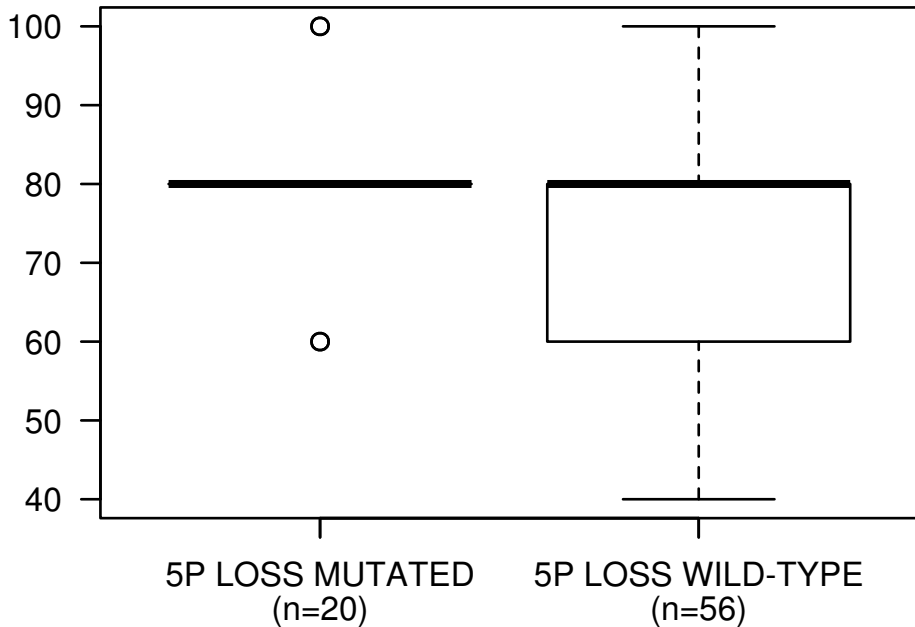 100
90
80
70
60
50
40
5P LOSS MUTATED
(n=20)
5P LOSS WILD-TYPE
(n=56)